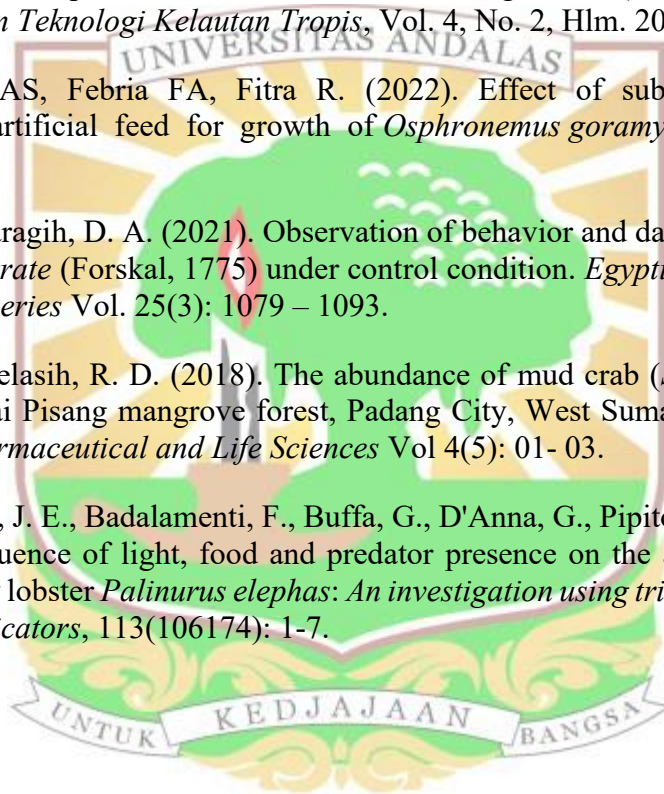 n Teknologi Kelautan Tropis, Vol. 4, No. 2, Hlm. 20
UNIVERSITAS ANDALAS
AS, Febria FA, Fitra R. (2022). Effect of sub
artificial feed for growth of Osphronemus goramy
aragih, D. A. (2021). Observation of behavior and da
rate (Forskal, 1775) under control condition. Egypti
eries Vol. 25(3): 1079 – 1093.
elasih, R. D. (2018). The abundance of mud crab (
ai Pisang mangrove forest, Padang City, West Suma
rmaceutical and Life Sciences Vol 4(5): 01- 03.
, J. E., Badalamenti, F., Buffa, G., D'Anna, G., Pipito
uence of light, food and predator presence on the
lobster Palinurus elephas: An investigation using tri
icators, 113(106174): 1-7.
UNTUK KEDJAJAAN BANGSA